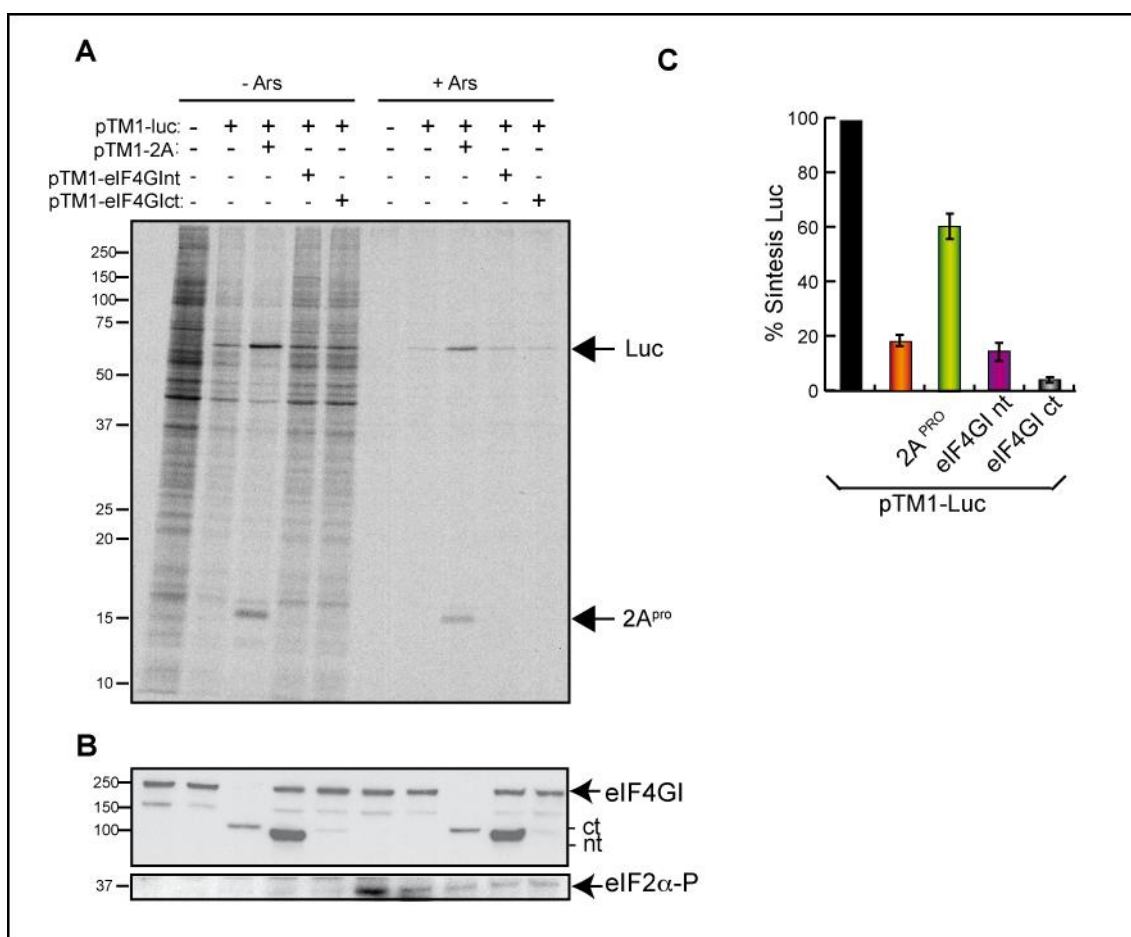 A
- Ars + Ars
pTM1-luc: - + + + + - + + + +
pTM1-2A: - - + - - - - + - -
pTM1-eIF4GInt - - - + - - - - + -
pTM1-eIF4GIct: - - - - + - - - - +
250
150
100
75
50
37
25
20
15
10
Luc
2Apro
B
250
150
100
eIF4GI
ct
nt
37
eIF2α-P
C
% Síntesis Luc
100
80
60
40
20
0
2A PRO
eIF4GI nt
eIF4GI ct
pTM1-Luc